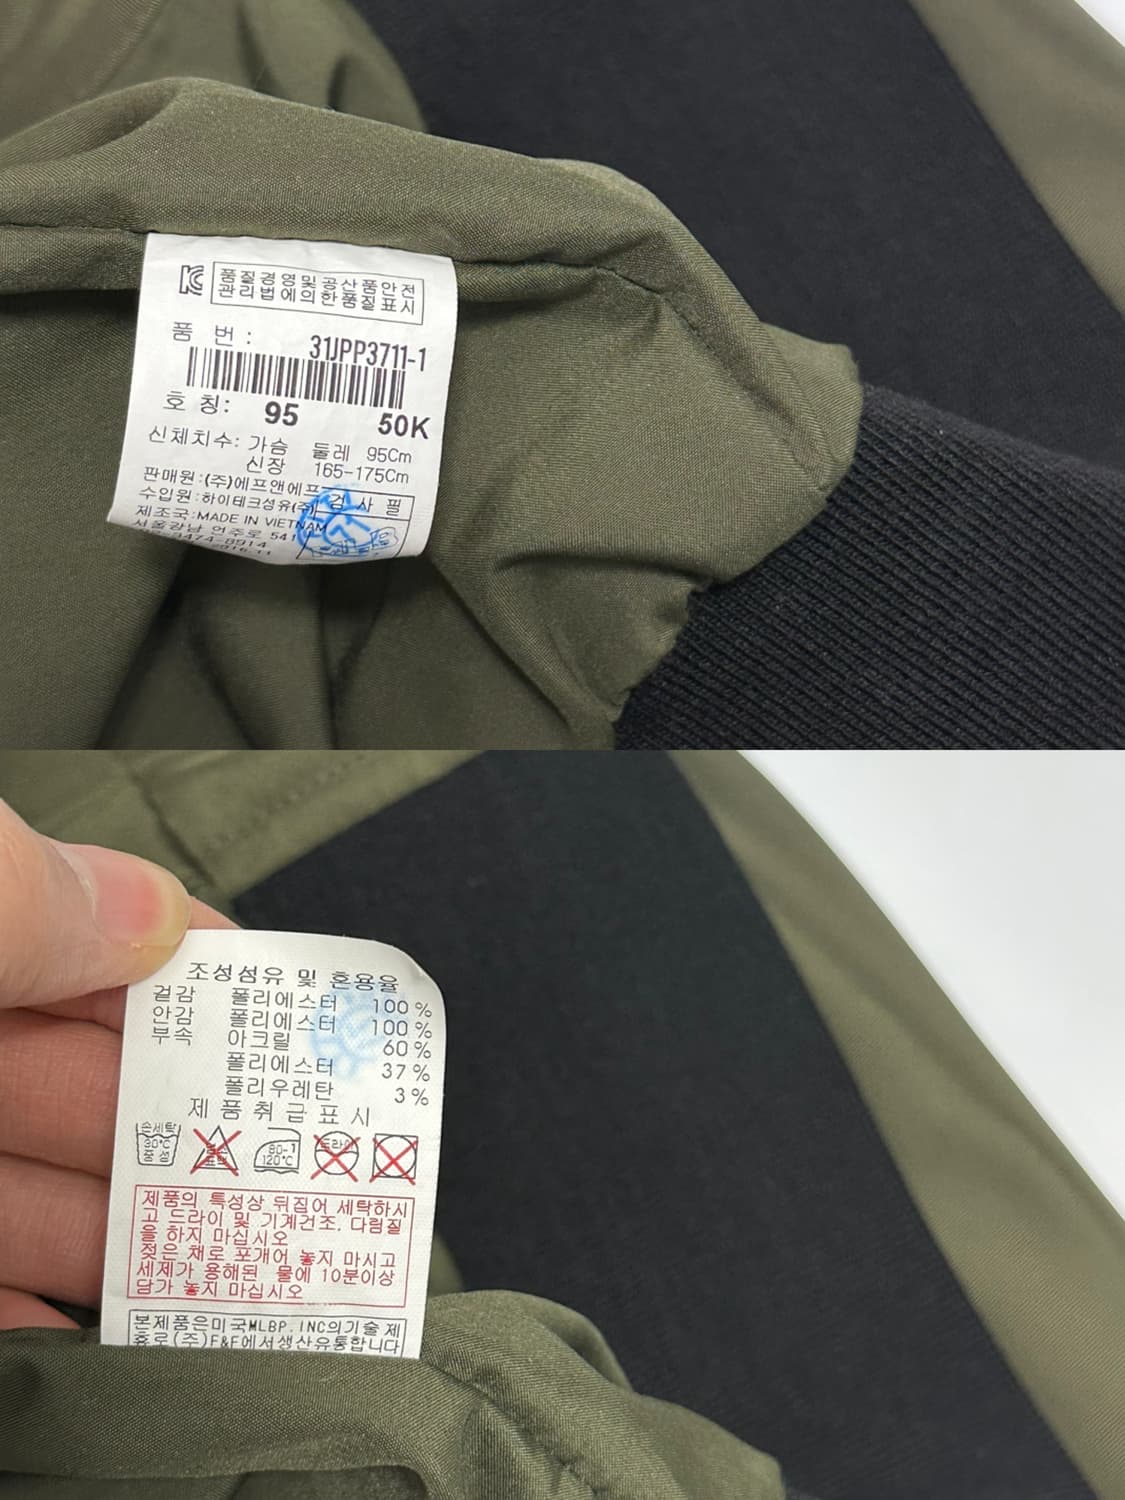 품질경영및공산품안전
관리법에의한품질표시
품 번: 31JPP3711-1
호 칭: 95 50K
신체치수: 가슴 둘레 95Cm
신장 165-175Cm
판매원:(주)에프앤에프
수입원:하이테크섬유(주)
검 사 필
제조국:MADE IN VIETNAM
서울강남 언주로 541
조성섬유 및 혼용율
겉감 폴리에스터 100%
안감 폴리에스터 100%
부속 아크릴 60%
폴리에스터 37%
폴리우레탄 3%
제품취급표시
손세탁
30°C
중성
80-1
120°C
드라이
제품의 특성상 뒤집어 세탁하시
고 드라이 및 기계건조, 다림질
을 하지 마십시오
젖은 채로 포개어 놓지 마시고
세제가 용해된 물에 10분이상
담가 놓지 마십시오
본제품은미국MLBP.INC의기술제
휴로(주)F&F에서생산유통합니다